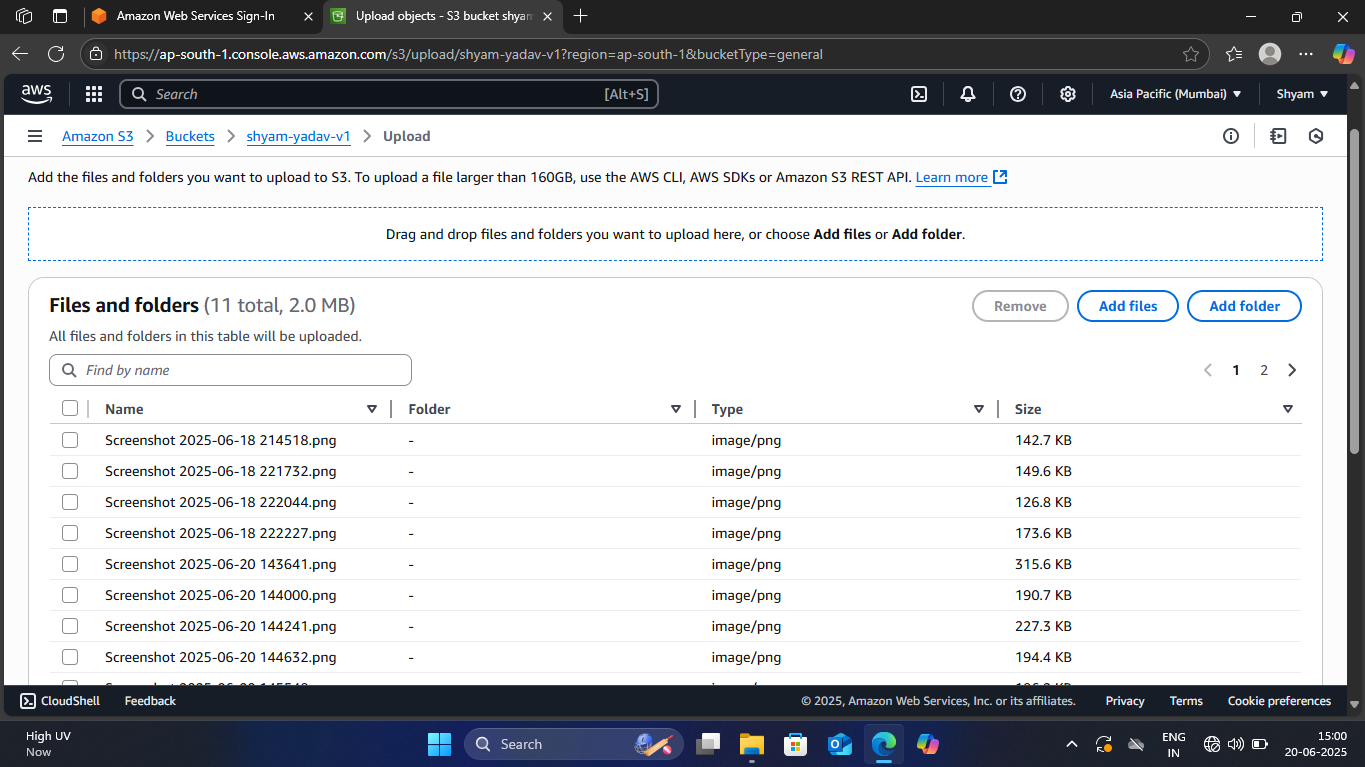 Amazon Web Services Sign-In
Upload objects - S3 bucket shyam
https://ap-south-1.console.aws.amazon.com/s3/upload/shyam-yadav-v1?region=ap-south-1&bucketType=general
aws
Search
[Alt+S]
Asia Pacific (Mumbai)
Shyam
Amazon S3
Buckets
shyam-yadav-v1
Upload
Add the files and folders you want to upload to S3. To upload a file larger than 160GB, use the AWS CLI, AWS SDKs or Amazon S3 REST API. Learn more
Drag and drop files and folders you want to upload here, or choose Add files or Add folder.
Files and folders (11 total, 2.0 MB)
Remove
Add files
Add folder
All files and folders in this table will be uploaded.
Find by name
1 2
Name Folder Type Size
Screenshot 2025-06-18 214518.png - image/png 142.7 KB
Screenshot 2025-06-18 221732.png - image/png 149.6 KB
Screenshot 2025-06-18 222044.png - image/png 126.8 KB
Screenshot 2025-06-18 222227.png - image/png 173.6 KB
Screenshot 2025-06-20 143641.png - image/png 315.6 KB
Screenshot 2025-06-20 144000.png - image/png 190.7 KB
Screenshot 2025-06-20 144241.png - image/png 227.3 KB
Screenshot 2025-06-20 144632.png - image/png 194.4 KB
CloudShell
Feedback
© 2025, Amazon Web Services, Inc. or its affiliates.
Privacy
Terms
Cookie preferences
High UV
Now
Search
ENG
IN
15:00
20-06-2025